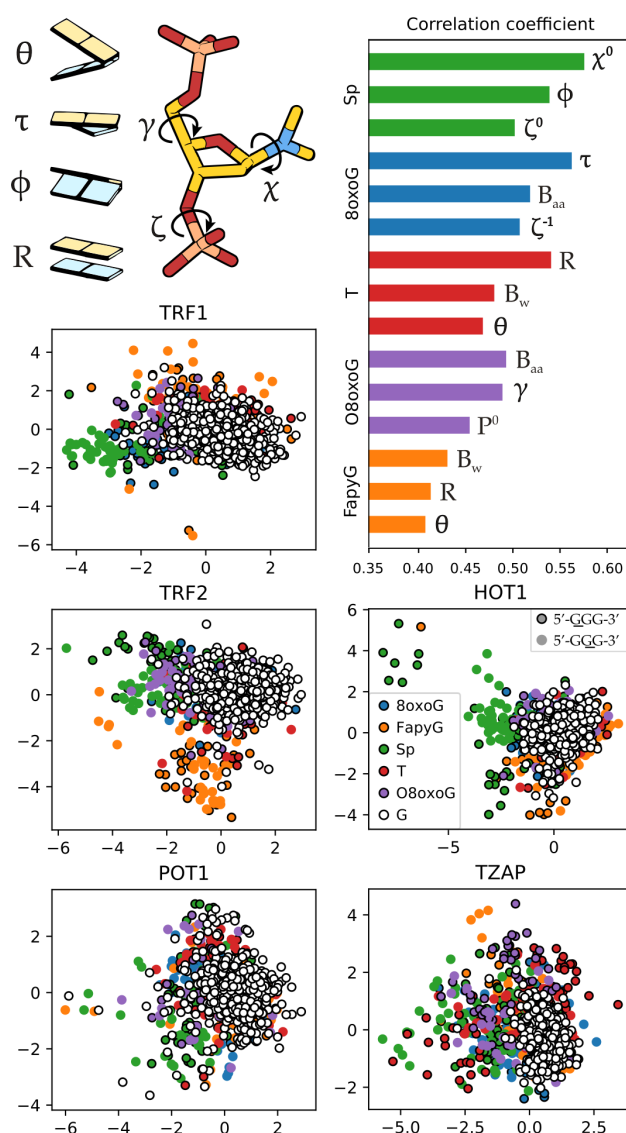 θ
τ
ϕ
R
γ
χ
ζ
Correlation coefficient
Sp
8oxoG
T
O8oxoG
FapyG
χ⁰
ϕ
ζ⁰
τ
Baa
ζ⁻¹
R
Bw
θ
Baa
γ
P⁰
Bw
R
θ
0.35 0.40 0.45 0.50 0.55 0.60
TRF1
4
2
0
−2
−4
−6
−4 −2 0 2
TRF2
2
0
−2
−4
−6 −4 −2 0 2
HOT1
6
4
2
0
−2
−4
−5 0
5′-GGG-3′
5′-GGG-3′
8oxoG
FapyG
Sp
T
O8oxoG
G
POT1
2
0
−2
−4
−6 −4 −2 0 2
TZAP
4
2
0
−2
−5.0 −2.5 0.0 2.5